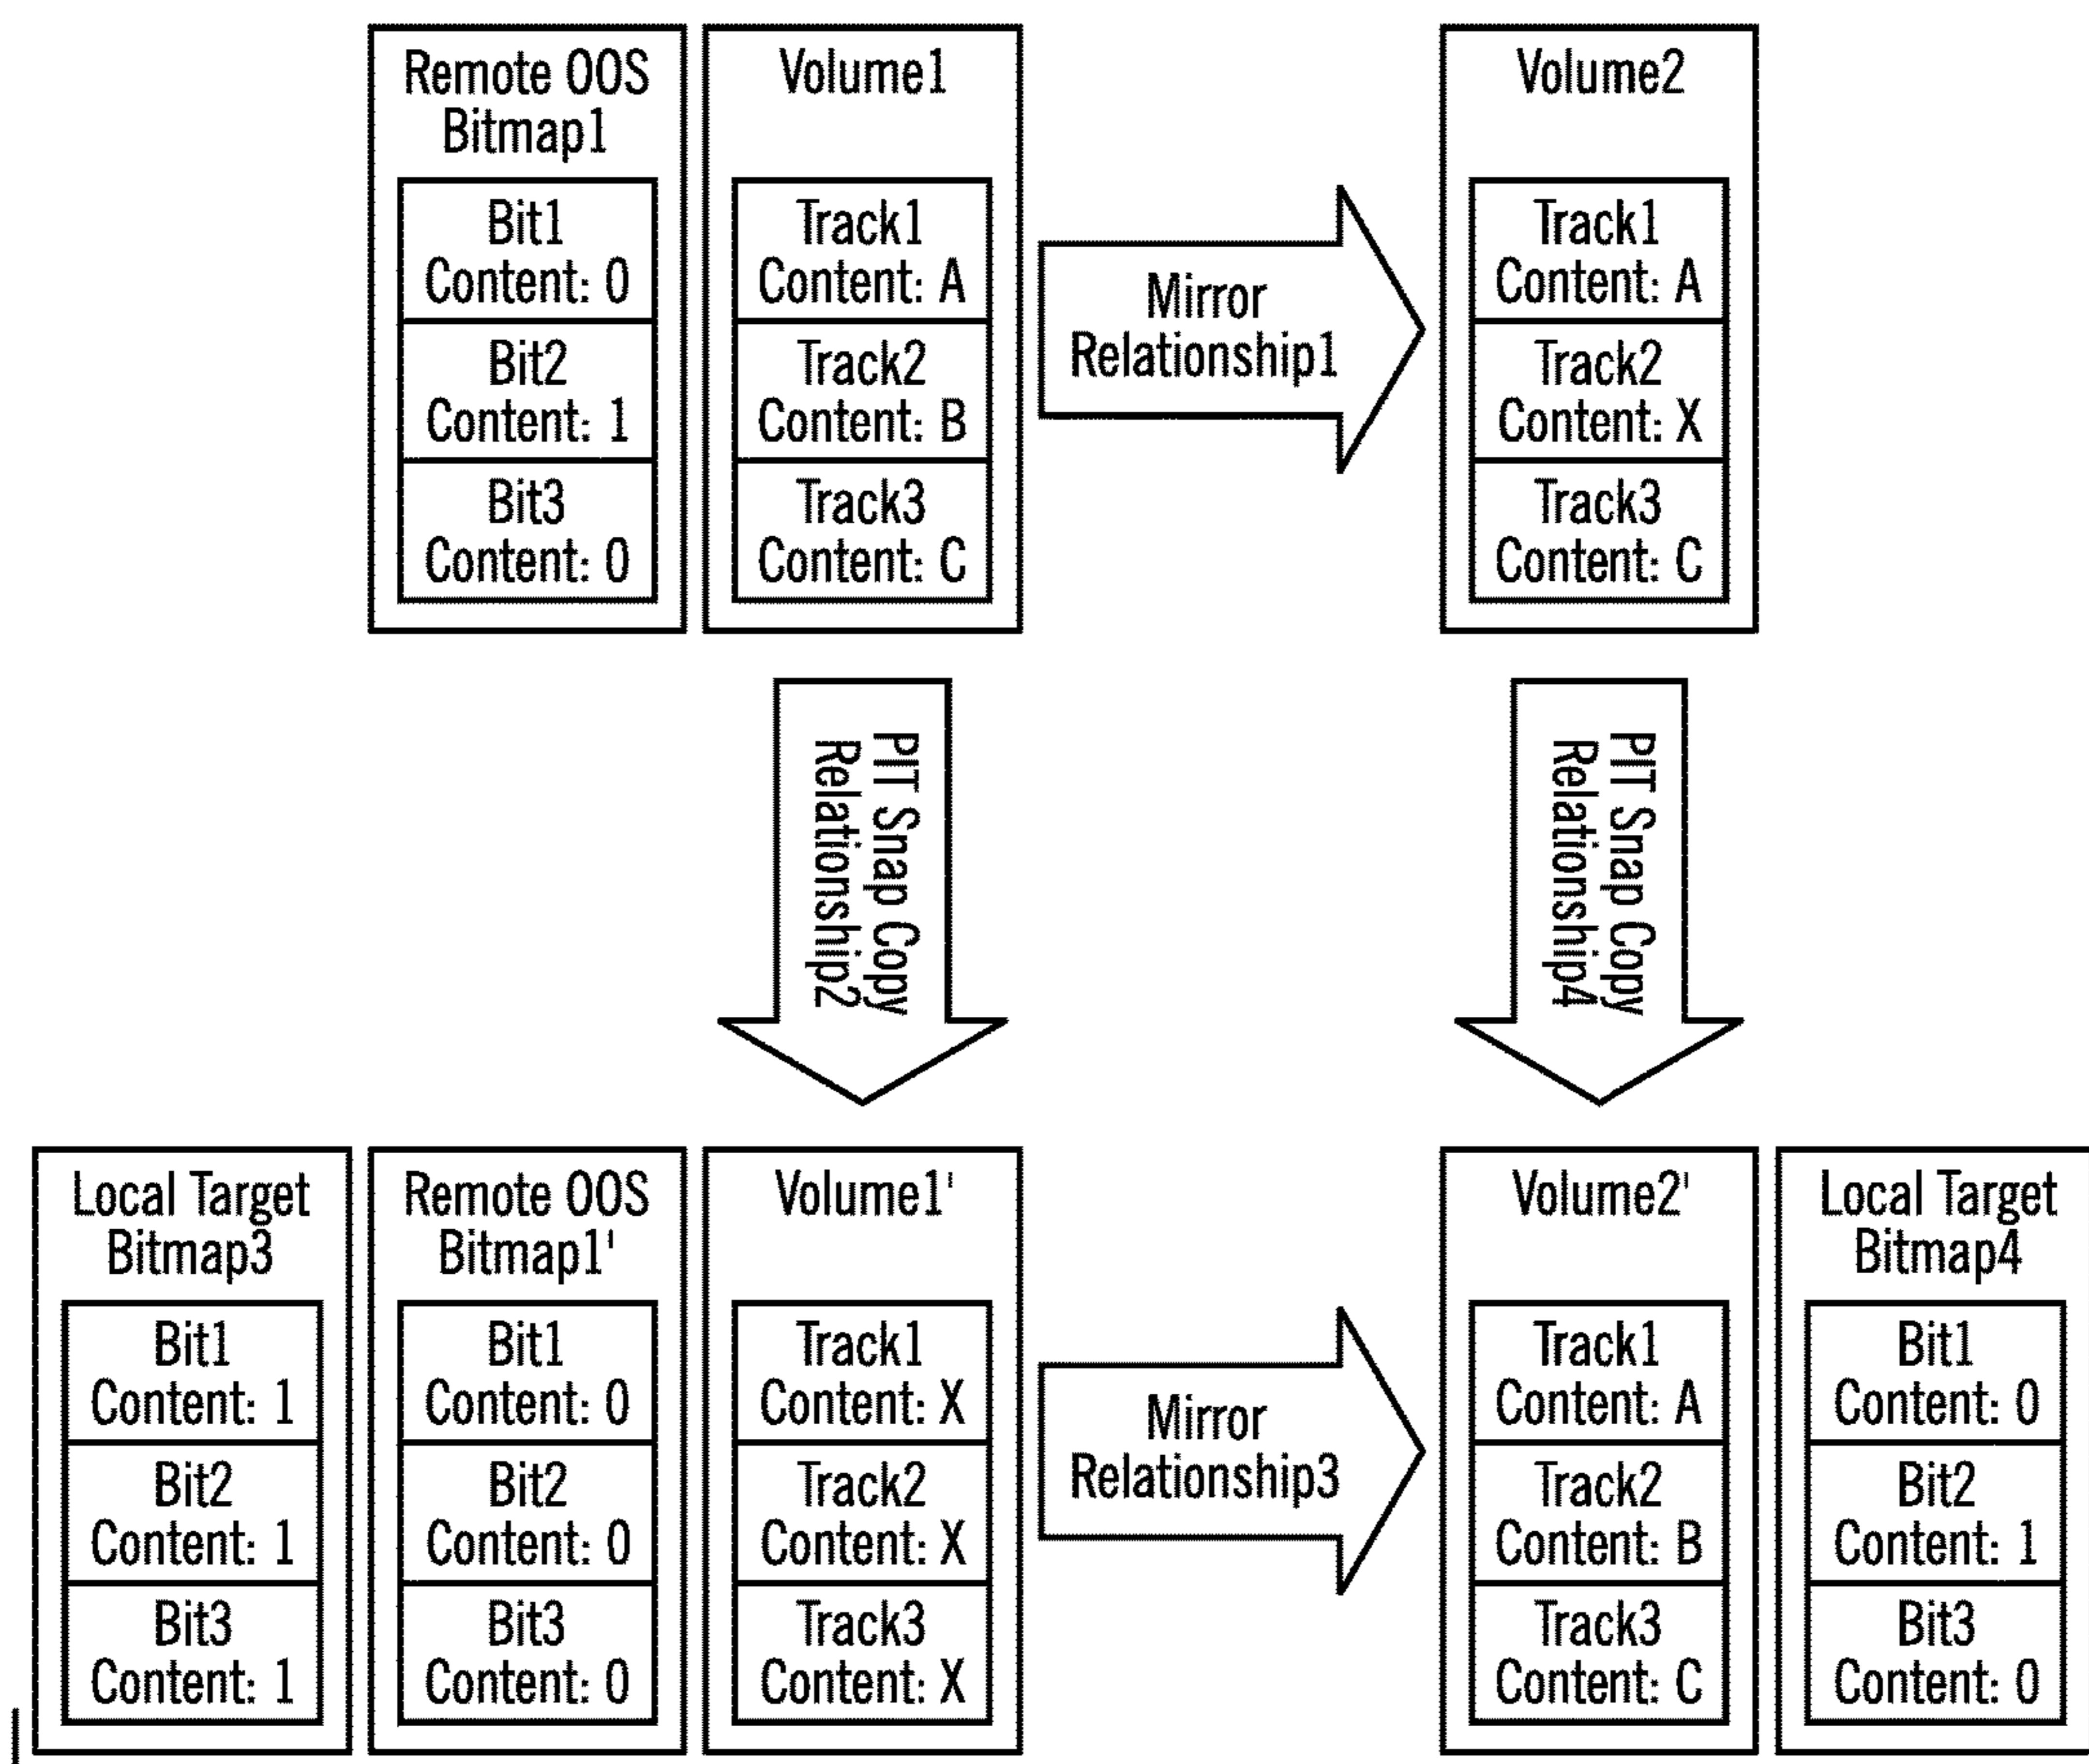 Remote OOS
Bitmap1
Bit1
Content: 0
Bit2
Content: 1
Bit3
Content: 0
Volume1
Track1
Content: A
Track2
Content: B
Track3
Content: C
Mirror
Relationship1
Volume2
Track1
Content: A
Track2
Content: X
Track3
Content: C
PIT Snap Copy
Relationship2
PIT Snap Copy
Relationship4
Local Target
Bitmap3
Bit1
Content: 1
Bit2
Content: 1
Bit3
Content: 1
Remote OOS
Bitmap1'
Bit1
Content: 0
Bit2
Content: 0
Bit3
Content: 0
Volume1'
Track1
Content: X
Track2
Content: X
Track3
Content: X
Mirror
Relationship3
Volume2'
Track1
Content: A
Track2
Content: B
Track3
Content: C
Local Target
Bitmap4
Bit1
Content: 0
Bit2
Content: 1
Bit3
Content: 0